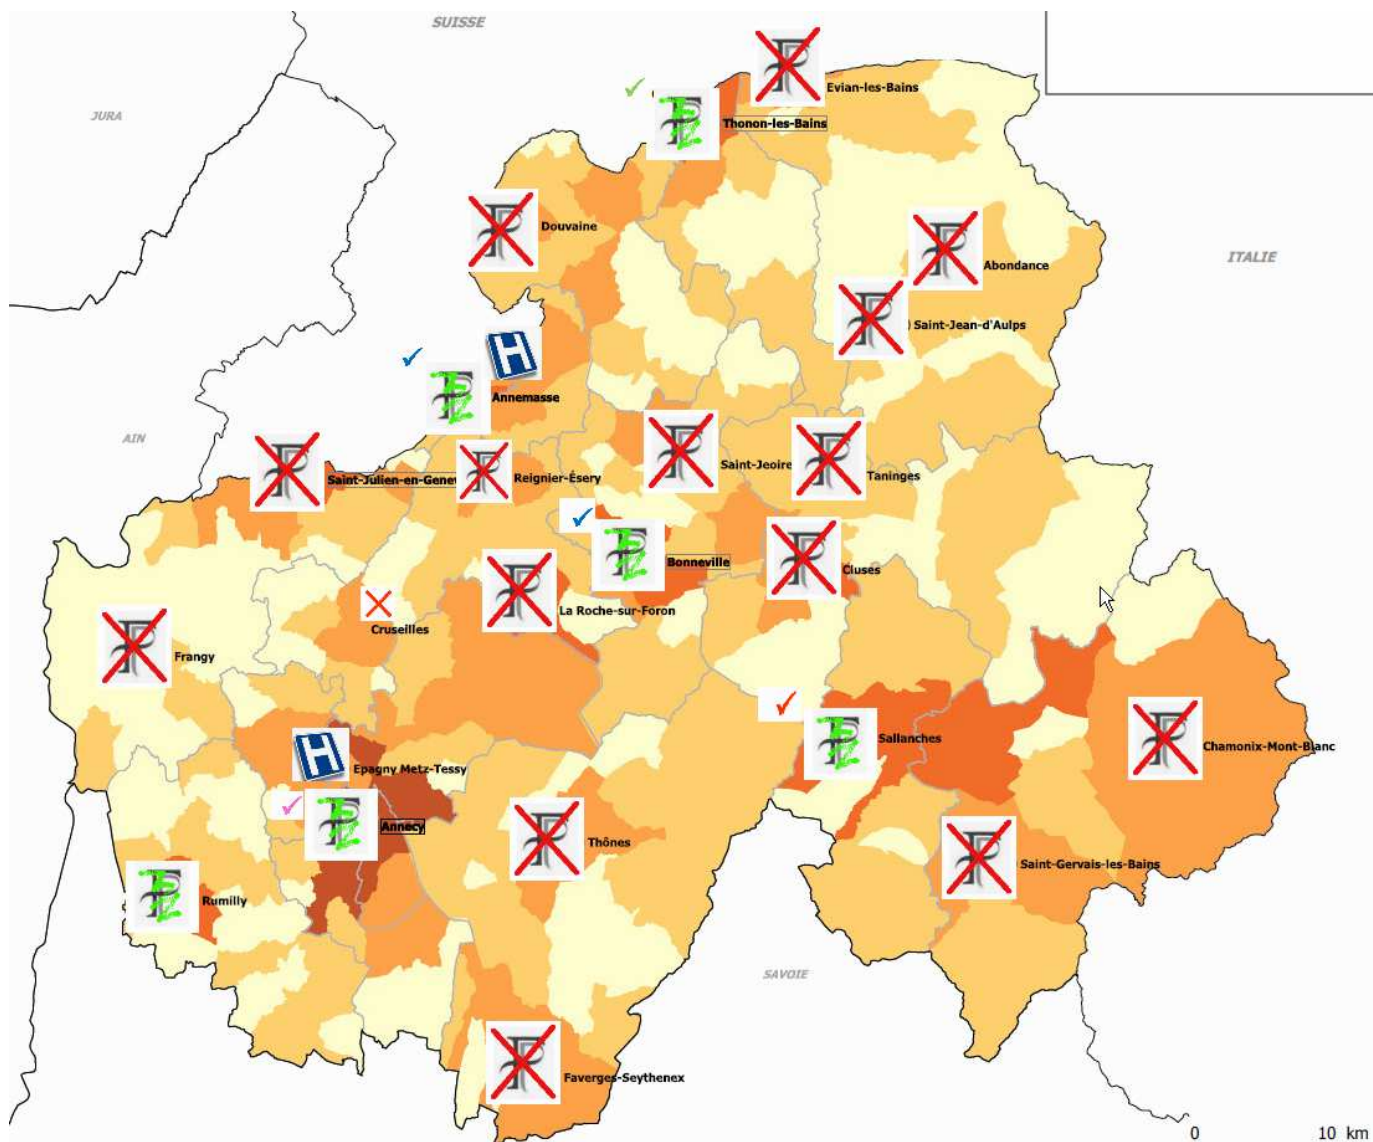 SUISSE
Evian-les-Bains
JURA
Thonon-les-Bains
Douvaine
ITALIE
Abondance
Saint-Jean-d'Aulps
H
Annemasse
AIN
Saint-Jeoire
Taninges
Saint-Julien-en-Genev
Reignier-Ésery
Bonneville
Cluses
La Roche-sur-Foron
Cruseilles
Frangy
Sallanches
Chamonix-Mont-Blanc
H
Epagny Metz-Tessy
Annecy
Thônes
Saint-Gervais-les-Bains
Rumilly
SAVOIE
Faverges-Seythenex
0 10 km